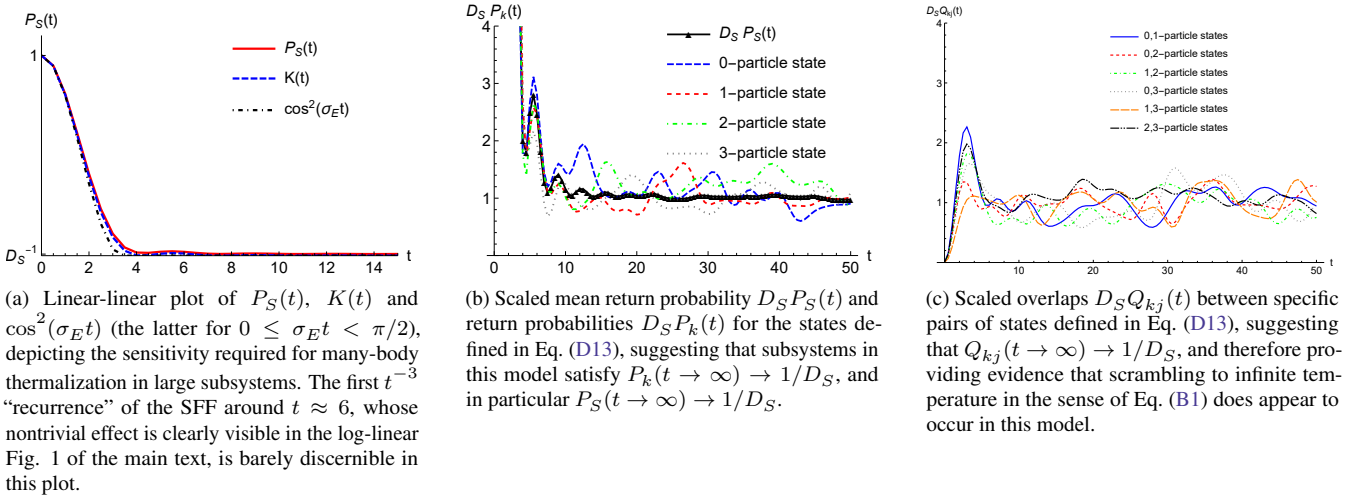 P_S(t)
1
D_S^{-1}
0
2
4
6
8
10
12
14
t
P_S(t)
K(t)
cos²(σ_E t)
(a) Linear-linear plot of P_S(t), K(t) and
cos²(σ_E t) (the latter for 0 ≤ σ_E t < π/2),
depicting the sensitivity required for many-body
thermalization in large subsystems. The first t^{-3}
“recurrence” of the SFF around t ≈ 6, whose
nontrivial effect is clearly visible in the log-linear
Fig. 1 of the main text, is barely discernible in
this plot.
D_S P_k(t)
4
3
2
1
0
10
20
30
40
50
t
D_S P_S(t)
0-particle state
1-particle state
2-particle state
3-particle state
(b) Scaled mean return probability D_S P_S(t) and
return probabilities D_S P_k(t) for the states de-
fined in Eq. (D13), suggesting that subsystems in
this model satisfy P_k(t → ∞) → 1/D_S, and
in particular P_S(t → ∞) → 1/D_S.
D_S Q_{kj}(t)
4
3
2
1
10
20
30
40
50
t
0,1-particle states
0,2-particle states
1,2-particle states
0,3-particle states
1,3-particle states
2,3-particle states
(c) Scaled overlaps D_S Q_{kj}(t) between specific
pairs of states defined in Eq. (D13), suggesting
that Q_{kj}(t → ∞) → 1/D_S, and therefore pro-
viding evidence that scrambling to infinite tem-
perature in the sense of Eq. (B1) does appear to
occur in this model.